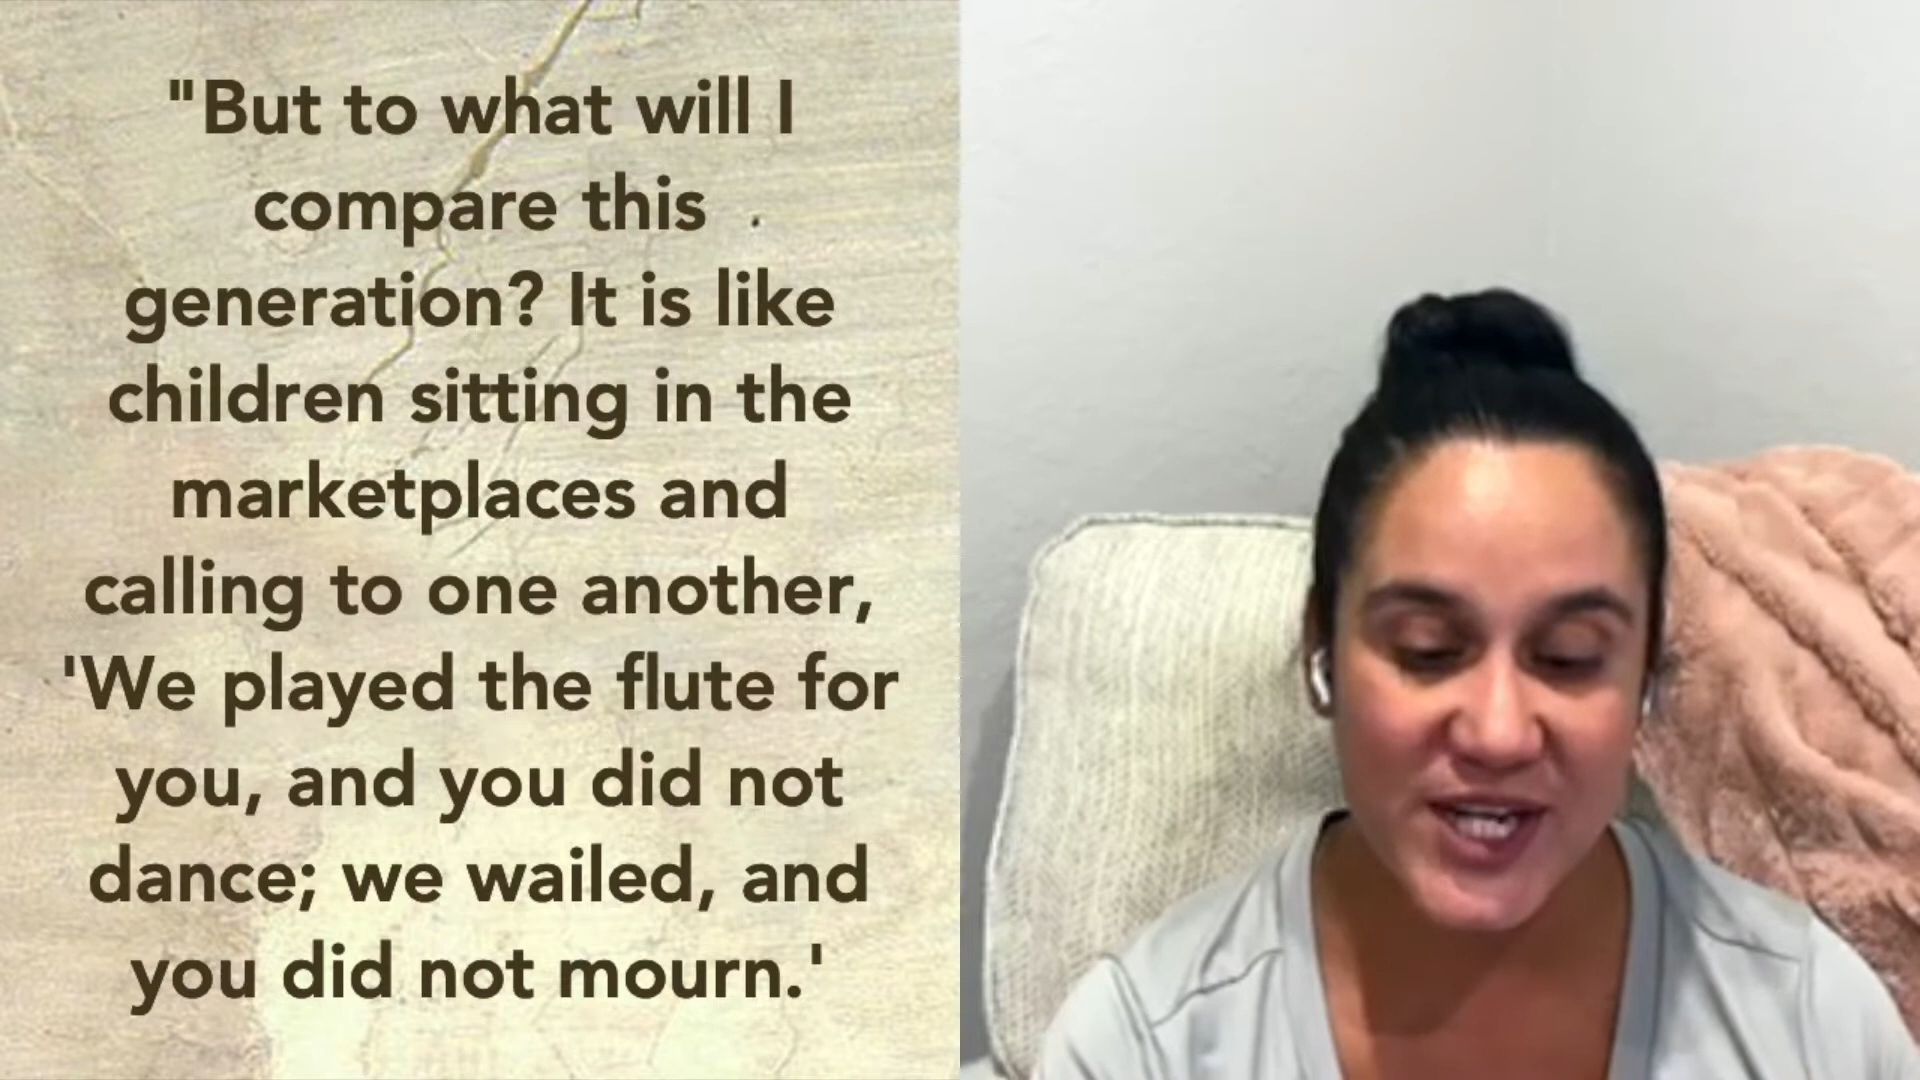 "But to what will I
compare this
generation? It is like
children sitting in the
marketplaces and
calling to one another,
'We played the flute for
you, and you did not
dance; we wailed, and
you did not mourn.'